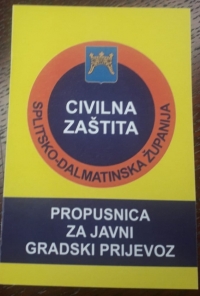 CIVILNA
ZAŠTITA
SPLITSKO-DALMATINSKA ŽUPANIJA
PROPUSNICA
ZA JAVNI
GRADSKI PRIJEVOZ